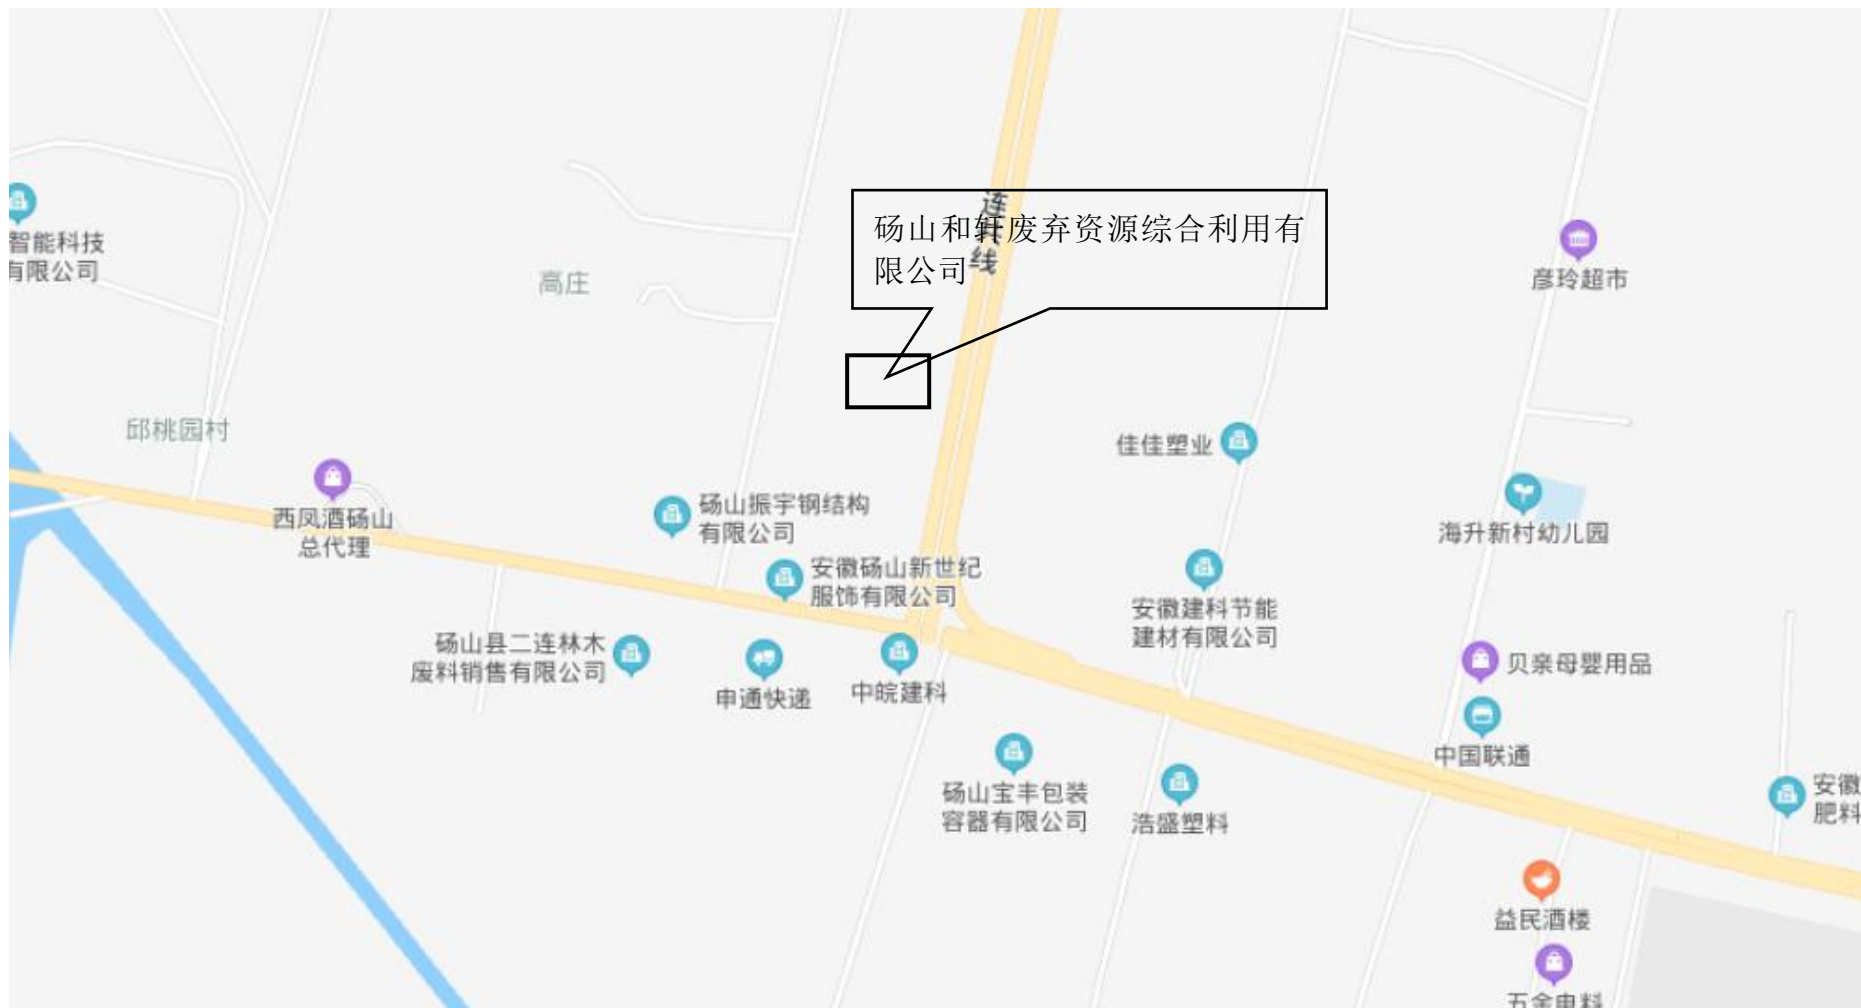 砀山和轩废弃资源综合利用有
限公司
连
线
智能科技
有限公司
高庄
彦玲超市
邱桃园村
佳佳塑业
西凤酒砀山
总代理
砀山振宇钢结构
有限公司
海升新村幼儿园
安徽砀山新世纪
服饰有限公司
安徽建科节能
建材有限公司
砀山县二连林木
废料销售有限公司
申通快递
中皖建科
贝亲母婴用品
中国联通
砀山宝丰包装
容器有限公司
浩盛塑料
安徽
肥料
益民酒楼
五金电料